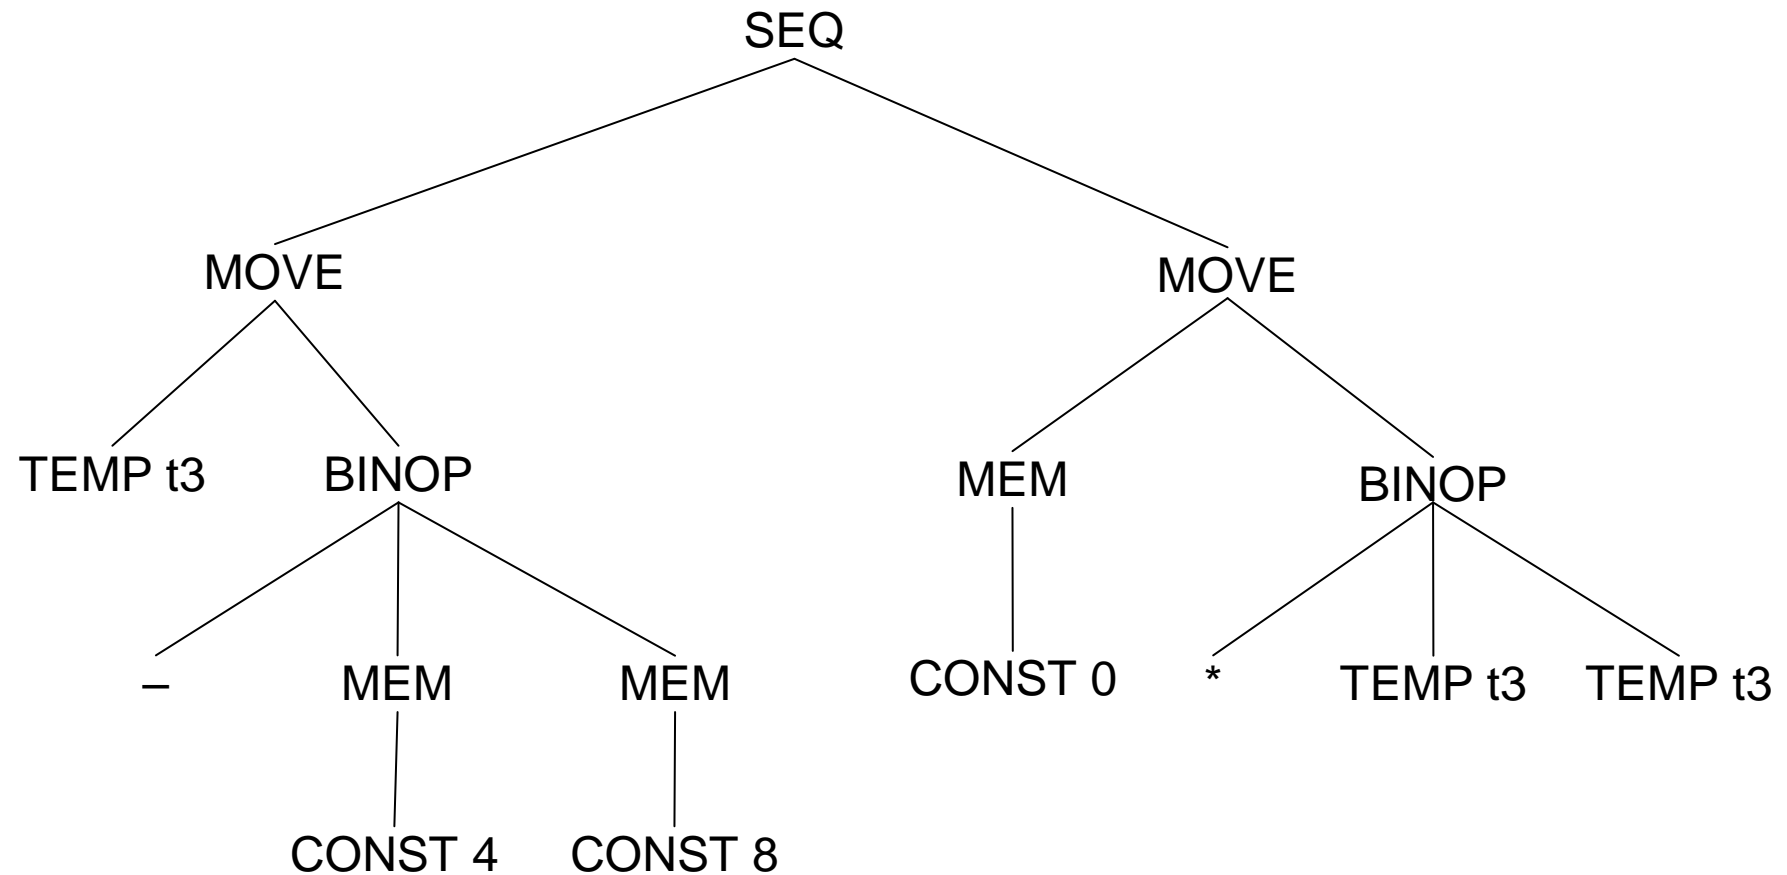 SEQ
MOVE MOVE
TEMP t3 BINOP MEM BINOP
– MEM MEM CONST 0 * TEMP t3 TEMP t3
CONST 4 CONST 8